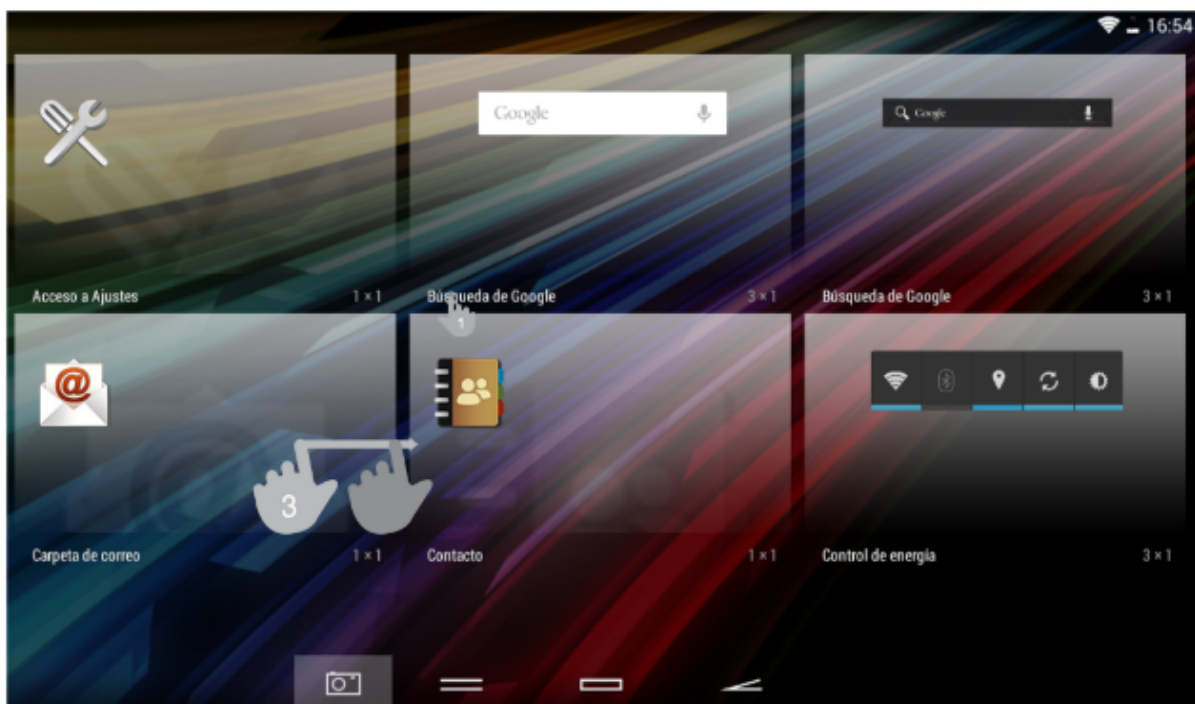 16:54
Google
Google
Acceso a Ajustes 1 × 1
Búsqueda de Google 3 × 1
Búsqueda de Google 3 × 1
1
@
3
Carpeta de correo 1 × 1
Contacto 1 × 1
Control de energía 3 × 1